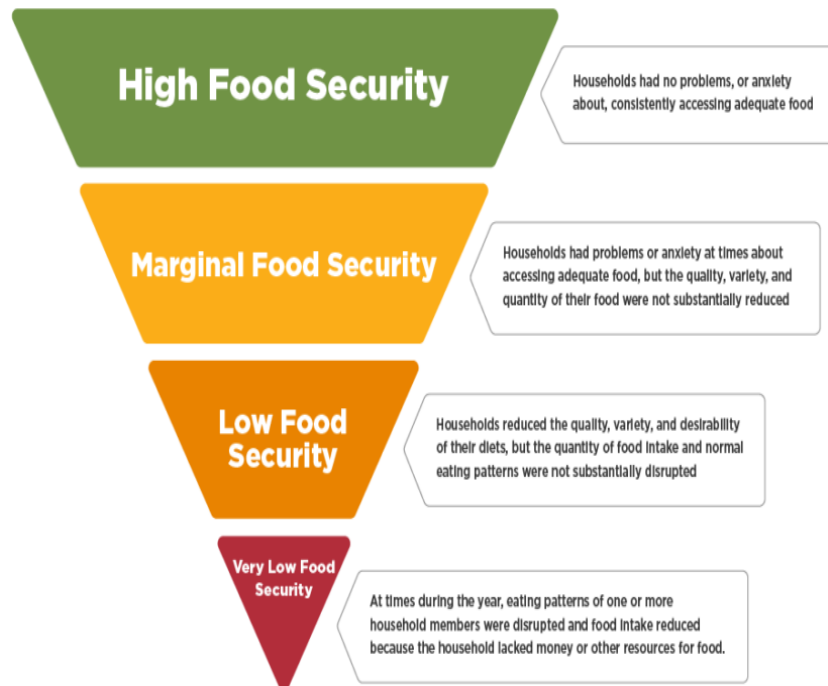 High Food Security
Households had no problems, or anxiety
about, consistently accessing adequate food
Marginal Food Security
Households had problems or anxiety at times about
accessing adequate food, but the quality, variety, and
quantity of their food were not substantially reduced
Low Food
Security
Households reduced the quality, variety, and desirability
of their diets, but the quantity of food intake and normal
eating patterns were not substantially disrupted
Very Low Food
Security
At times during the year, eating patterns of one or more
household members were disrupted and food intake reduced
because the household lacked money or other resources for food.